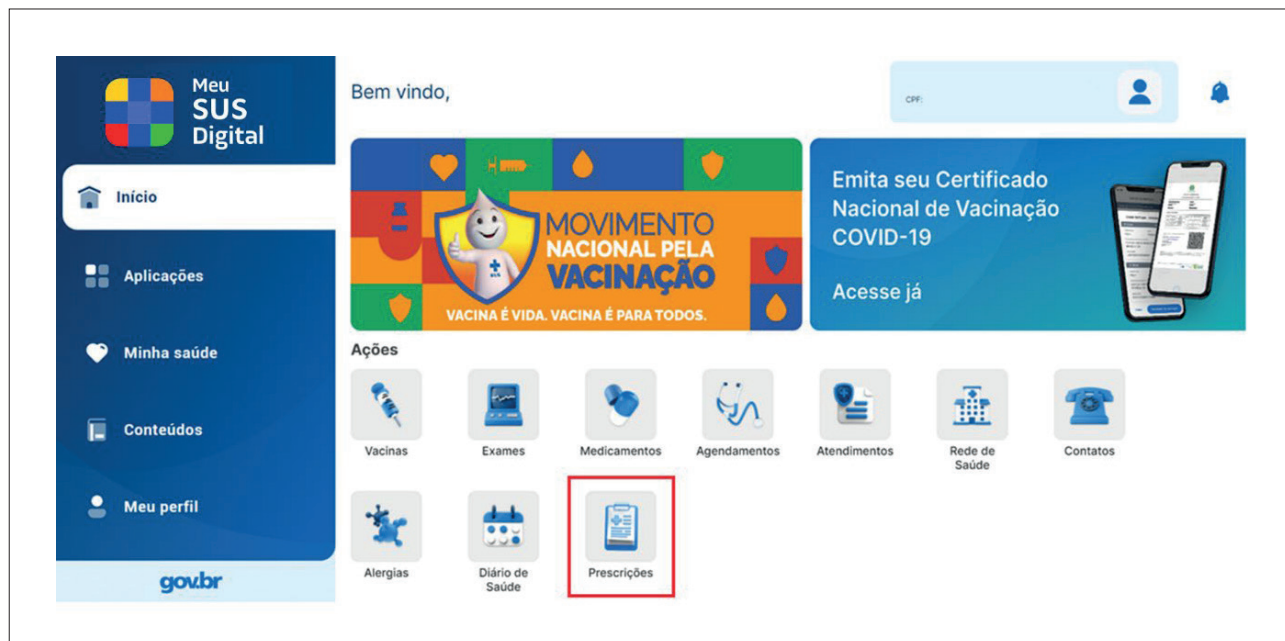 Meu
SUS
Digital
Início
Aplicações
Minha saúde
Conteúdos
Meu perfil
gov.br
Bem vindo,
CPF:
MOVIMENTO
NACIONAL PELA
VACINAÇÃO
VACINA É VIDA. VACINA É PARA TODOS.
Emita seu Certificado
Nacional de Vacinação
COVID-19
Acesse já
Ações
Vacinas
Exames
Medicamentos
Agendamentos
Atendimentos
Rede de
Saúde
Contatos
Alergias
Diário de
Saúde
Prescrições